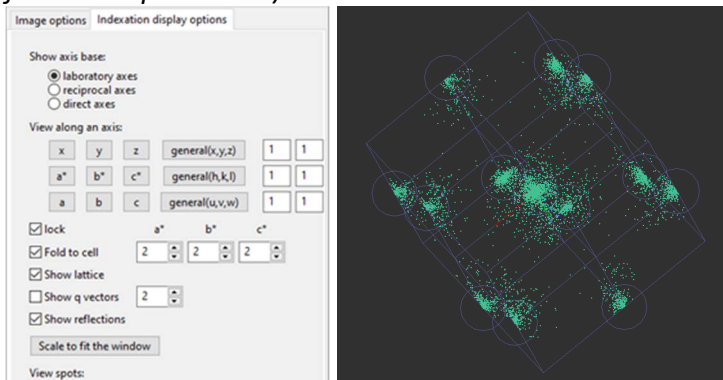 Image options Indexation display options
Show axis base:
laboratory axes
reciprocal axes
direct axes
View along an axis:
x y z general(x,y,z) 1 1
a* b* c* general(h,k,l) 1 1
a b c general(u,v,w) 1 1
lock a* b* c*
Fold to cell 2 2 2
Show lattice
Show q vectors 2
Show reflections
Scale to fit the window
View spots: